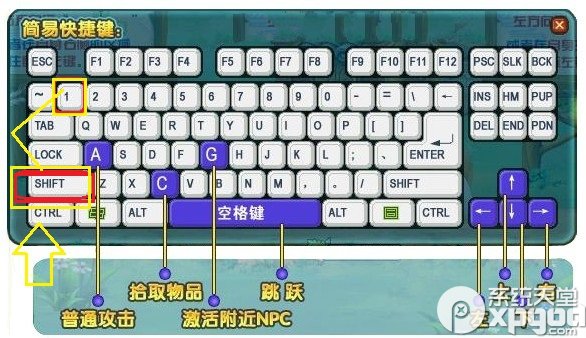 简易快捷键:
ESC F1 F2 F3 F4 F5 F6 F7 F8 F9 F10 F11 F12 PSC SLK BCK
~ 1 2 3 4 5 6 7 8 9 0 - = \ ← INS HM PUP
TAB Q W E R T Y U I O P [ ] DEL END PDN
LOCK A S D F G H J K L ; ' ENTER
SHIFT Z X C V B N M , 。 / SHIFT ↑
CTRL ALT 空格键 ALT CTRL ← ↓ →
拾取物品 跳跃
普通攻击 激活附近NPC
左 右
系统天堂
xpgod